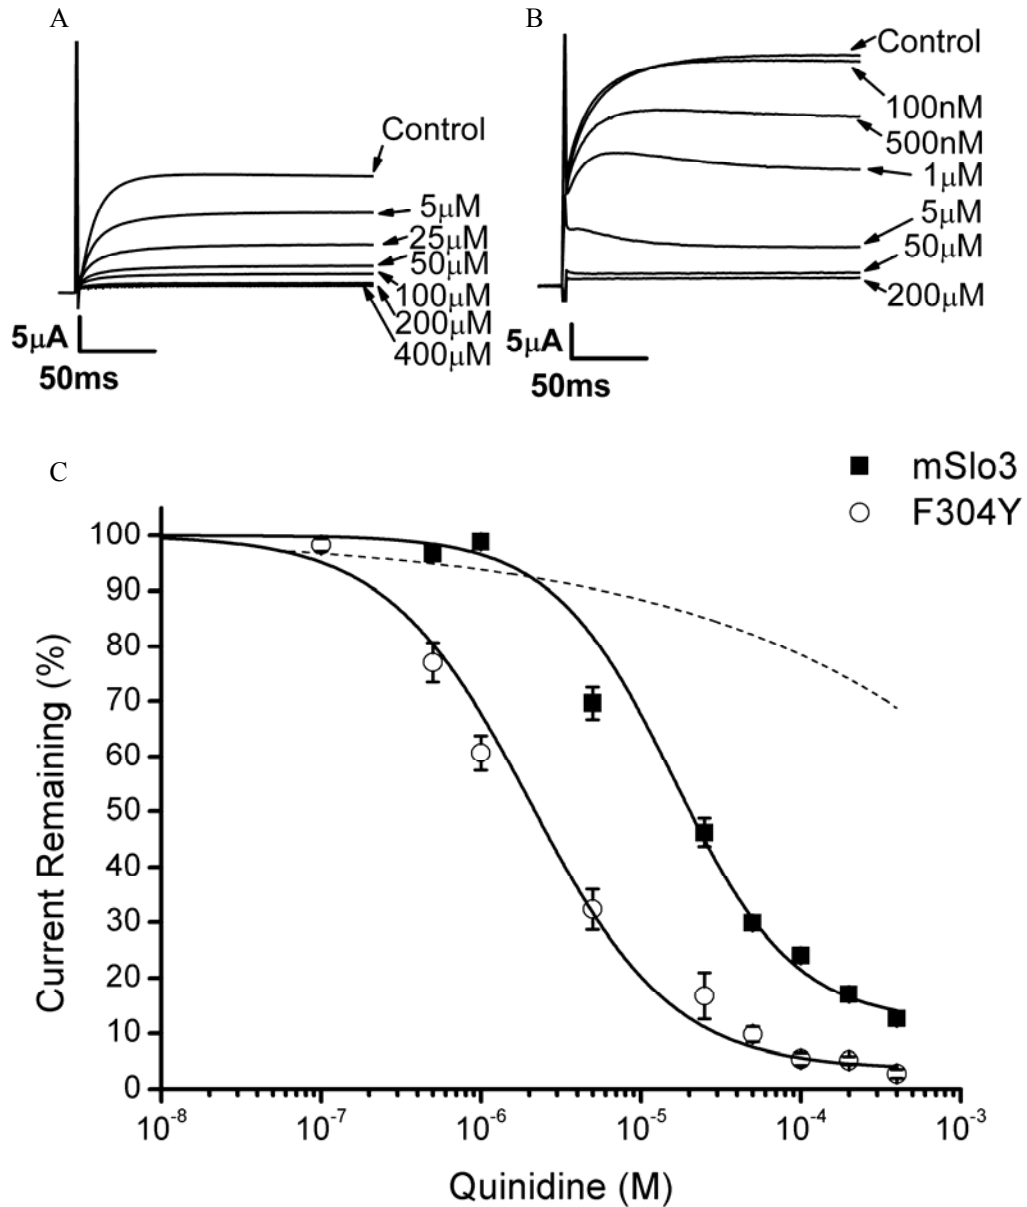 A
Control
5µM
25µM
50µM
100µM
200µM
400µM
5µA
50ms
B
Control
100nM
500nM
1µM
5µM
50µM
200µM
5µA
50ms
C
mSlo3
F304Y
100
90
80
70
60
50
40
30
20
10
0
Current Remaining (%)
10^-8 10^-7 10^-6 10^-5 10^-4 10^-3
Quinidine (M)